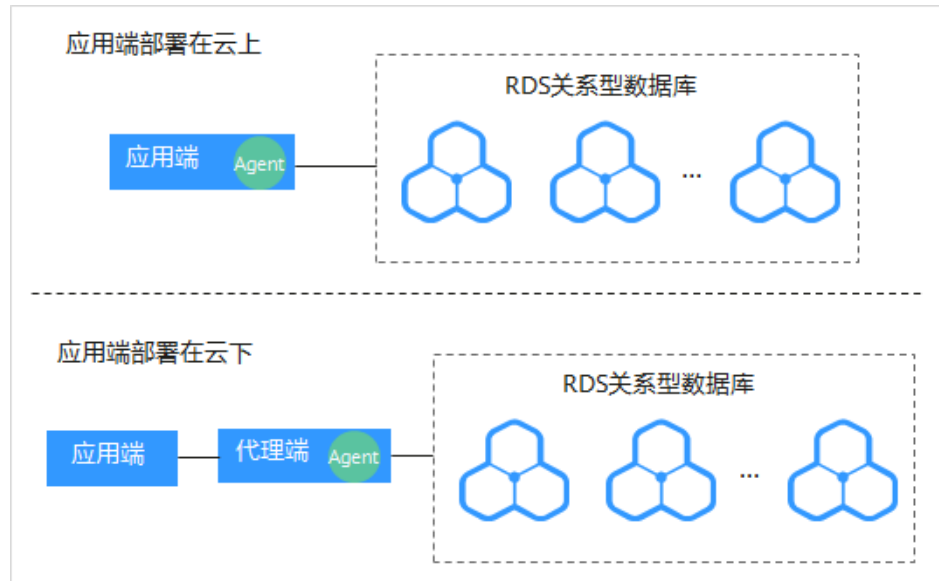 应用端部署在云上
RDS关系型数据库
应用端
Agent
...
应用端部署在云下
RDS关系型数据库
应用端
代理端
Agent
...